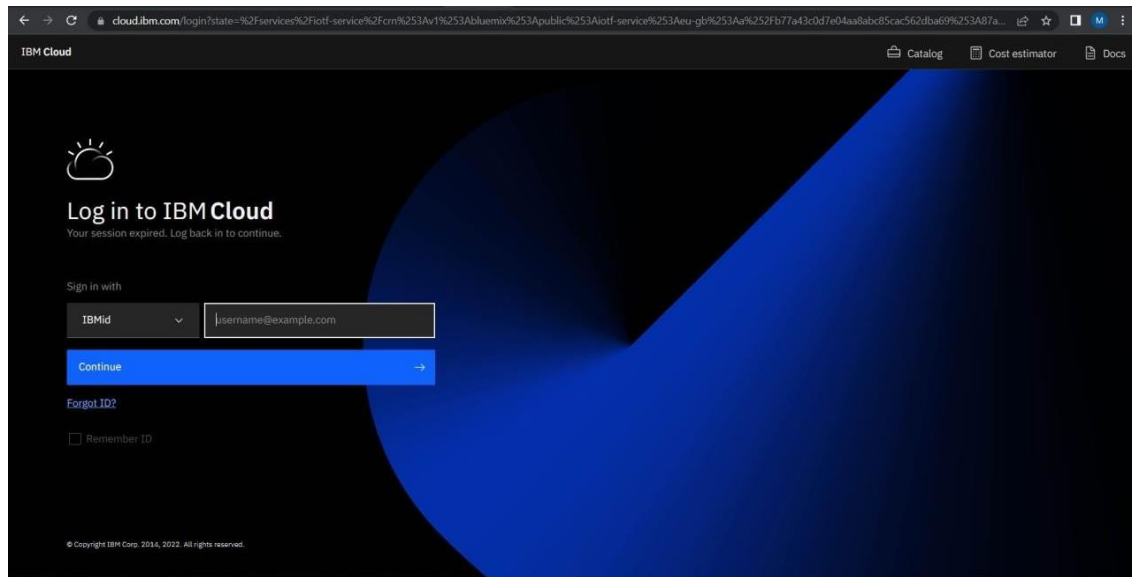 cloud.ibm.com/login?state=%2Fservices%2Fiotf-service%2Fcrn%253Av1%253Abluemix%253Apublic%253Aiotf-service%253Aeu-gb%253Aa%252Fb77a43c0d7e04aa8abc85cac562dba69%253A87a...
M
IBM Cloud
Catalog
Cost estimator
Docs
Log in to IBM Cloud
Your session expired. Log back in to continue.
Sign in with
IBMid
username@example.com
Continue
Forgot ID?
Remember ID
© Copyright IBM Corp. 2014, 2022. All rights reserved.